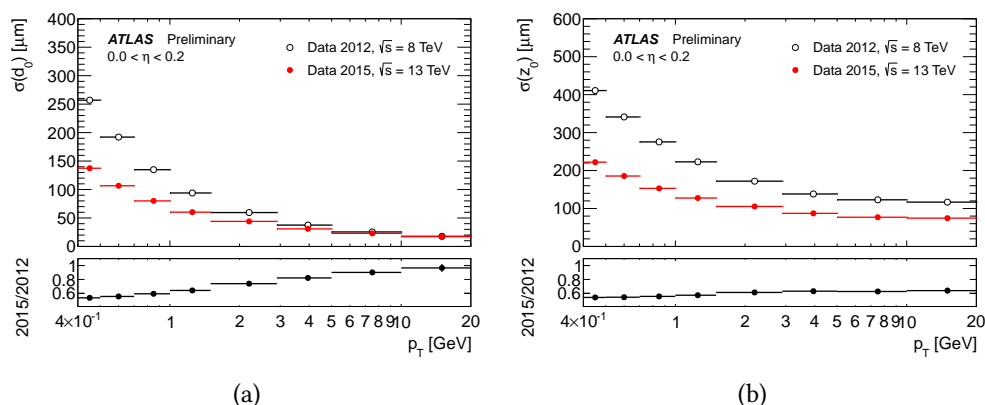 σ(d₀) [μm]
400
350
300
250
200
150
100
50
0
ATLAS Preliminary
0.0 < η < 0.2
Data 2012, √s = 8 TeV
Data 2015, √s = 13 TeV
2015/2012
1
0.8
0.6
4×10⁻¹ 1 2 3 4 5 6 7 8 9 10 20
p_T [GeV]
(a)
σ(z₀) [μm]
600
500
400
300
200
100
0
ATLAS Preliminary
0.0 < η < 0.2
Data 2012, √s = 8 TeV
Data 2015, √s = 13 TeV
2015/2012
1
0.8
0.6
4×10⁻¹ 1 2 3 4 5 6 7 8 9 10 20
p_T [GeV]
(b)